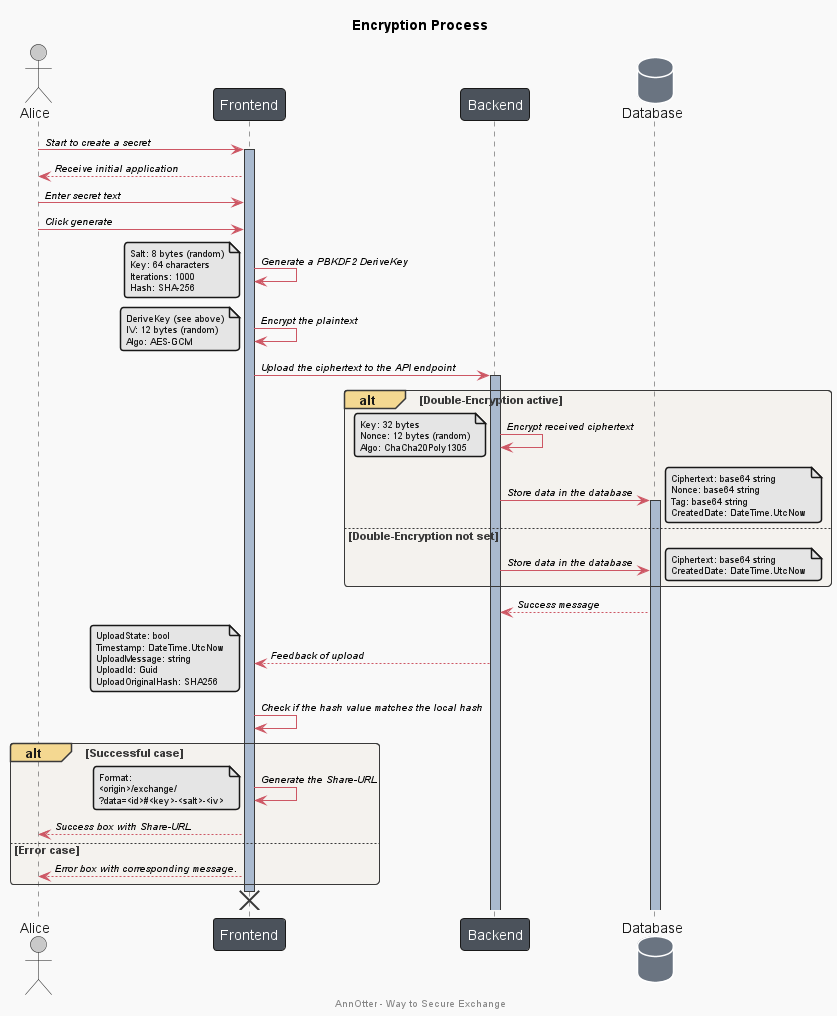 Encryption Process
Alice
Frontend
Backend
Database
Start to create a secret
Receive initial application
Enter secret text
Click generate
Salt: 8 bytes (random)
Key: 64 characters
Iterations: 1000
Hash: SHA-256
Generate a PBKDF2 DeriveKey
DeriveKey (see above)
IV: 12 bytes (random)
Algo: AES-GCM
Encrypt the plaintext
Upload the ciphertext to the API endpoint
alt
[Double-Encryption active]
Key: 32 bytes
Nonce: 12 bytes (random)
Algo: ChaCha20Poly1305
Encrypt received ciphertext
Store data in the database
Ciphertext: base64 string
Nonce: base64 string
Tag: base64 string
CreatedDate: DateTime.UtcNow
[Double-Encryption not set]
Store data in the database
Ciphertext: base64 string
CreatedDate: DateTime.UtcNow
Success message
UploadState: bool
Timestamp: DateTime.UtcNow
UploadMessage: string
UploadId: Guid
UploadOriginalHash: SHA256
Feedback of upload
Check if the hash value matches the local hash
alt
[Successful case]
Format:
<origin>/exchange/
?data=<id>#<key>-<salt>-<iv>
Generate the Share-URL
Success box with Share-URL
[Error case]
Error box with corresponding message.
Alice
Frontend
Backend
Database
AnnOtter - Way to Secure Exchange